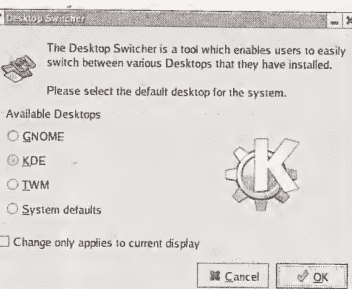 Desktop Switcher
The Desktop Switcher is a tool which enables users to easily
switch between various Desktops that they have installed.
Please select the default desktop for the system.
Available Desktops
GNOME
KDE
TWM
System defaults
Change only applies to current display
Cancel
OK